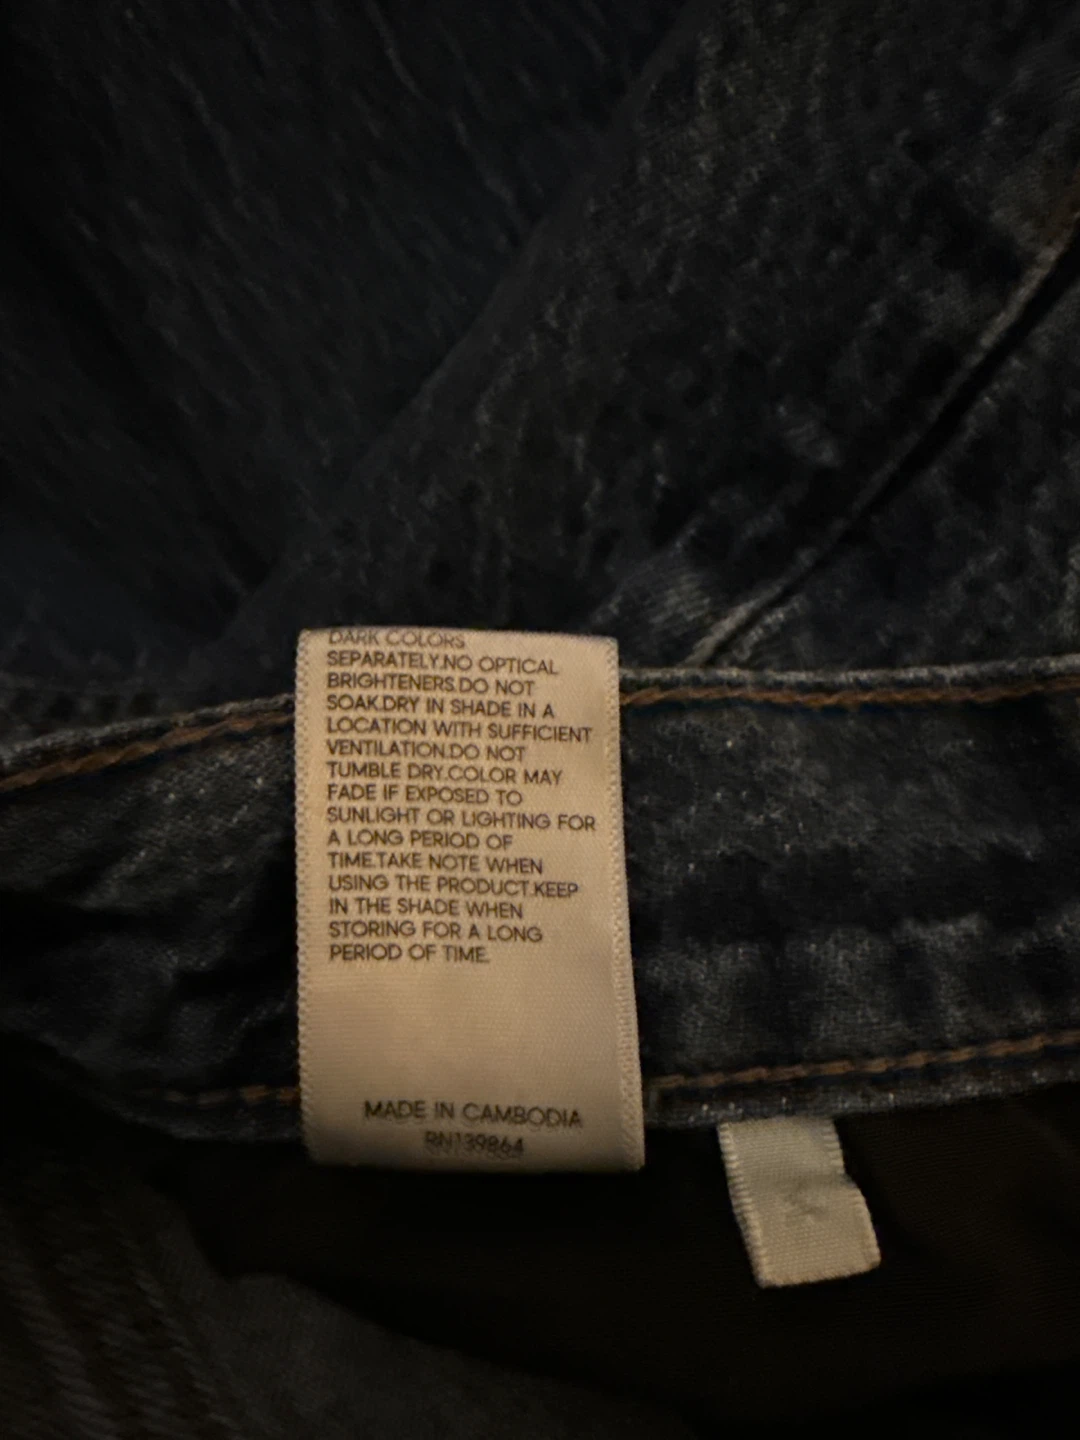 DARK COLORS
SEPARATELY.NO OPTICAL
BRIGHTENERS.DO NOT
SOAK.DRY IN SHADE IN A
LOCATION WITH SUFFICIENT
VENTILATION.DO NOT
TUMBLE DRY.COLOR MAY
FADE IF EXPOSED TO
SUNLIGHT OR LIGHTING FOR
A LONG PERIOD OF
TIME.TAKE NOTE WHEN
USING THE PRODUCT.KEEP
IN THE SHADE WHEN
STORING FOR A LONG
PERIOD OF TIME.
MADE IN CAMBODIA
RN139864